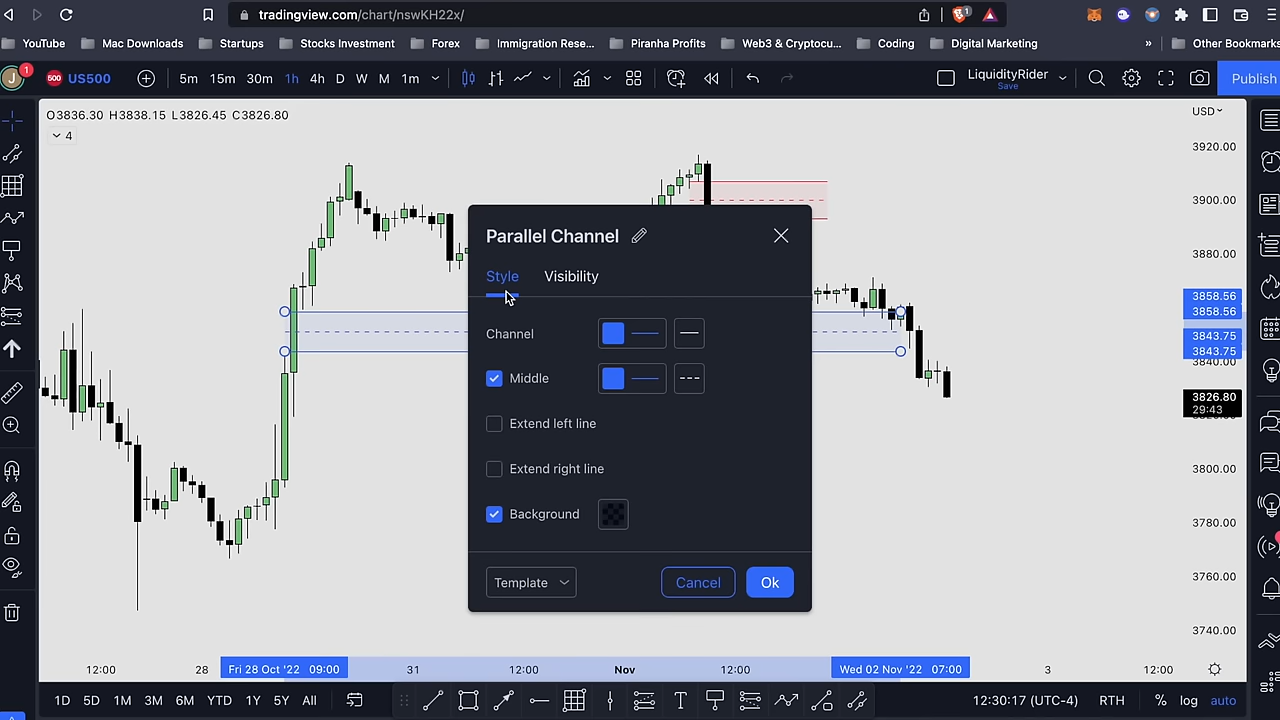 tradingview.com/chart/nswKH22x/
YouTube Mac Downloads Startups Stocks Investment Forex Immigration Rese... Piranha Profits Web3 & Cryptocu... Coding Digital Marketing » Other Bookmarks
J 1 500 US500 5m 15m 30m 1h 4h D W M 1m LiquidityRider Publish
Save
O3836.30 H3838.15 L3826.45 C3826.80 USD
4
3920.00
3900.00
3880.00
3858.56
3858.56
3843.75
3843.75
3840.00
3826.80
29:43
3800.00
3780.00
3760.00
3740.00
Parallel Channel
Style Visibility
Channel
Middle
Extend left line
Extend right line
Background
Template Cancel Ok
12:00 28 Fri 28 Oct '22 09:00 31 12:00 Nov 12:00 Wed 02 Nov '22 07:00 3 12:00
1D 5D 1M 3M 6M YTD 1Y 5Y All T 12:30:17 (UTC-4) RTH % log auto